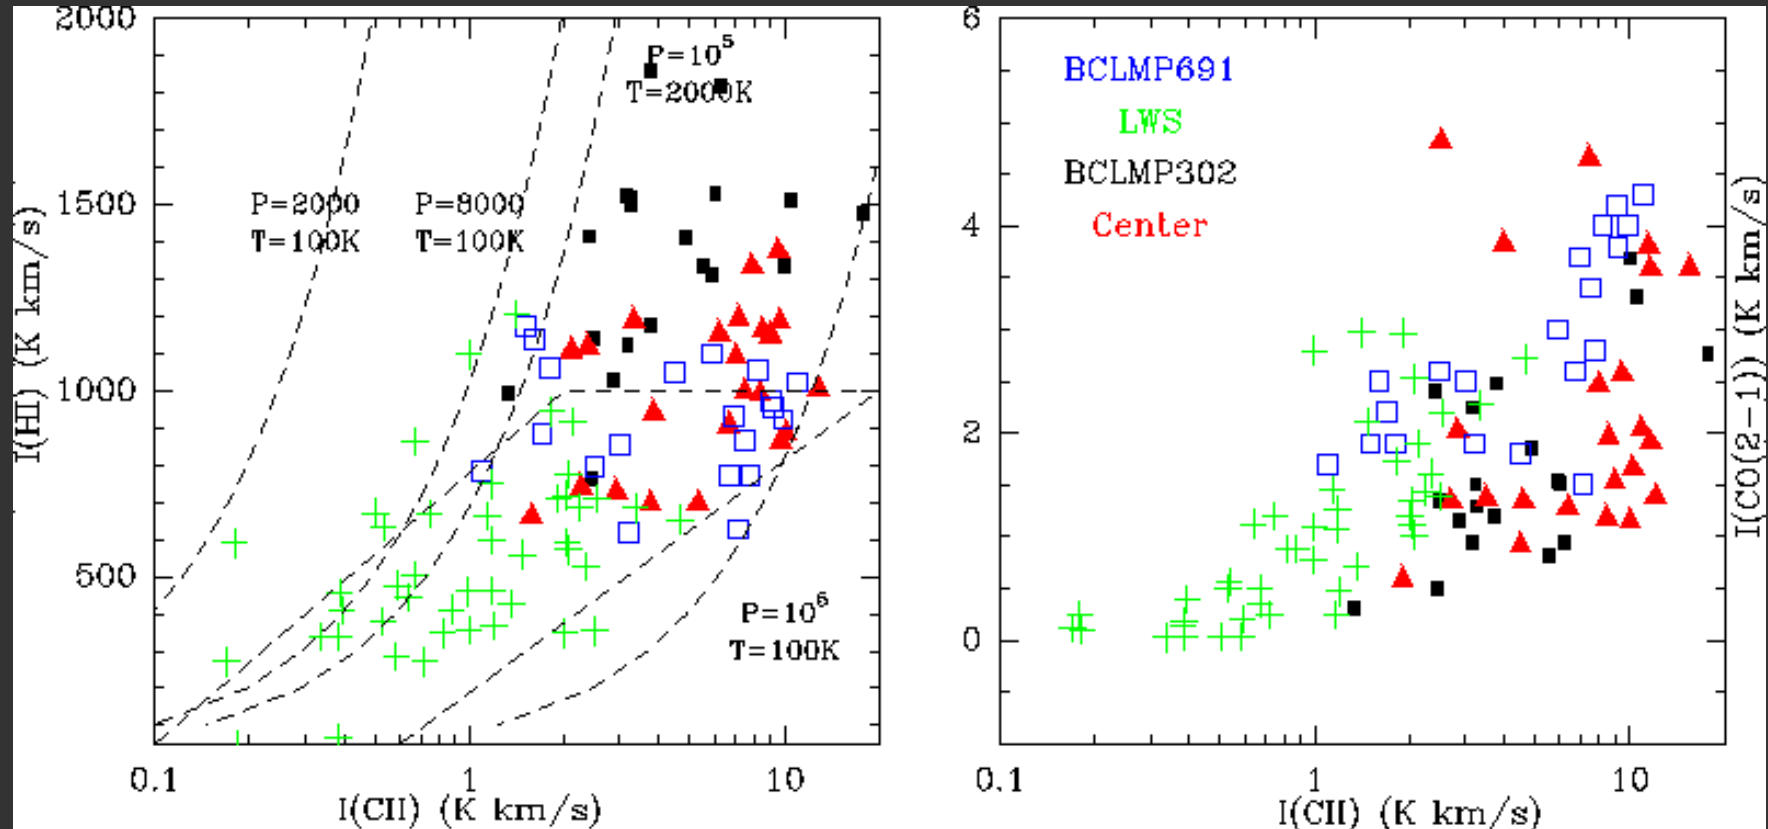 2000
1500
1000
500
I(HI) (K km/s)
P=10^5
T=2000K
P=2000
T=100K
P=8000
T=100K
P=10^6
T=100K
0.1
1
10
I(CII) (K km/s)
6
4
2
0
BCLMP691
LWS
BCLMP302
Center
I(CO(2-1)) (K km/s)
0.1
1
10
I(CII) (K km/s)